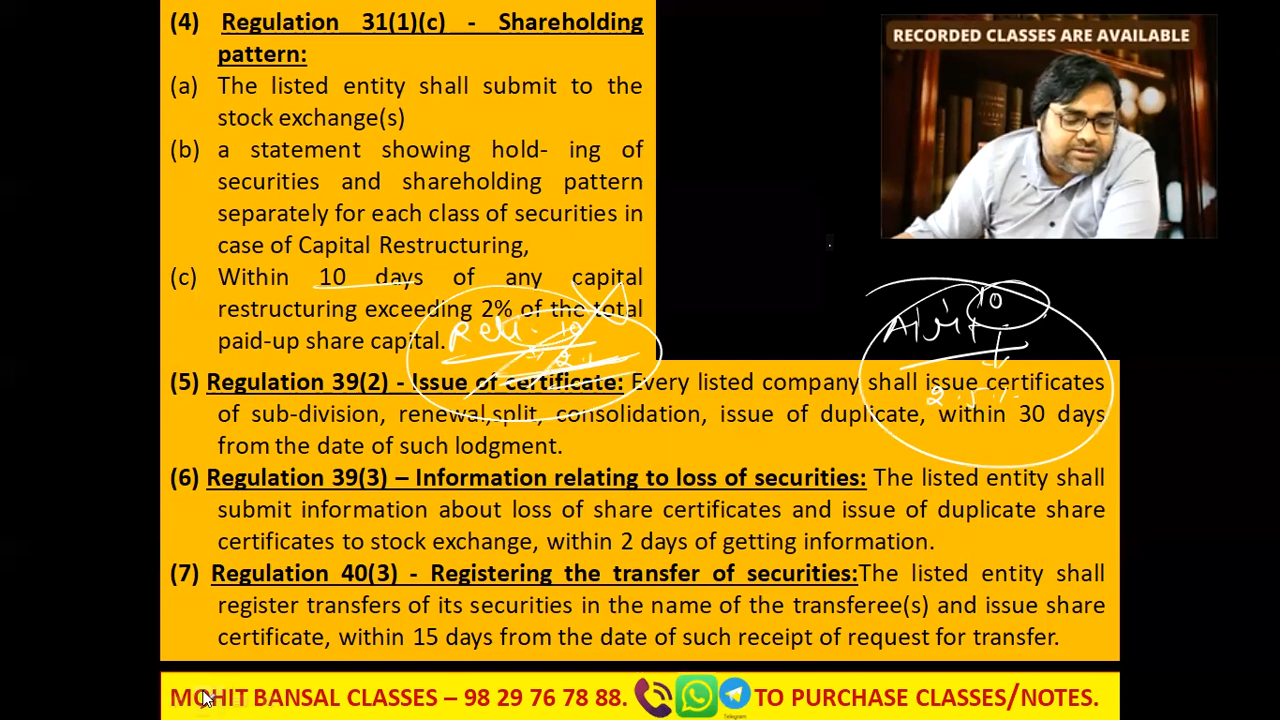 RECORDED CLASSES ARE AVAILABLE
(4) Regulation 31(1)(c) - Shareholding
pattern:
(a) The listed entity shall submit to the
stock exchange(s)
(b) a statement showing hold- ing of
securities and shareholding pattern
separately for each class of securities in
case of Capital Restructuring,
(c) Within 10 days of any capital
restructuring exceeding 2% of the total
paid-up share capital.
10
10
(5) Regulation 39(2) - Issue of certificate: Every listed company shall issue certificates
of sub-division, renewal,split, consolidation, issue of duplicate, within 30 days
from the date of such lodgment.
(6) Regulation 39(3) – Information relating to loss of securities: The listed entity shall
submit information about loss of share certificates and issue of duplicate share
certificates to stock exchange, within 2 days of getting information.
(7) Regulation 40(3) - Registering the transfer of securities:The listed entity shall
register transfers of its securities in the name of the transferee(s) and issue share
certificate, within 15 days from the date of such receipt of request for transfer.
MOHIT BANSAL CLASSES – 98 29 76 78 88. TO PURCHASE CLASSES/NOTES.
Telegram